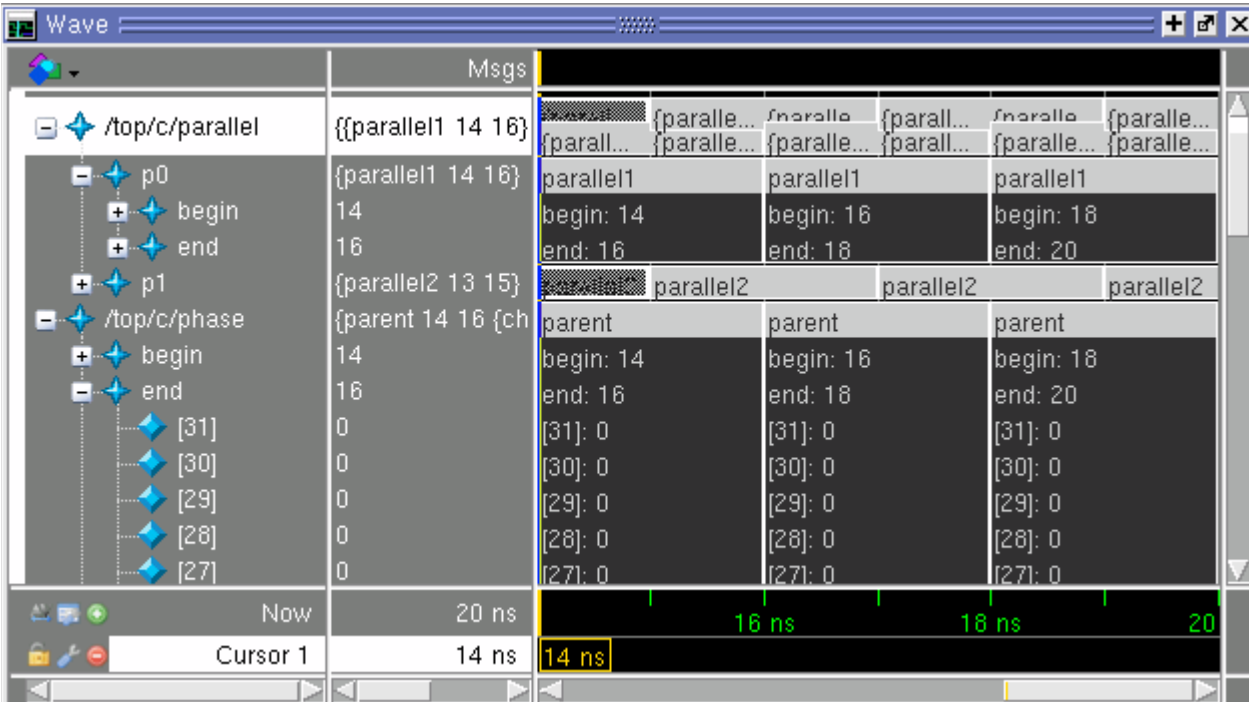 Wave
Msgs
/top/c/parallel {{parallel1 14 16} {paralle... {paralle... {parall... {paralle... {paralle...
{parall... {paralle... {paralle... {parall... {paralle... {paralle...
p0 {parallel1 14 16} parallel1 parallel1 parallel1
begin 14 begin: 14 begin: 16 begin: 18
end 16 end: 16 end: 18 end: 20
p1 {parallel2 13 15} parallel2 parallel2 parallel2 parallel2
/top/c/phase {parent 14 16 {ch parent parent parent
begin 14 begin: 14 begin: 16 begin: 18
end 16 end: 16 end: 18 end: 20
[31] 0 [31]: 0 [31]: 0 [31]: 0
[30] 0 [30]: 0 [30]: 0 [30]: 0
[29] 0 [29]: 0 [29]: 0 [29]: 0
[28] 0 [28]: 0 [28]: 0 [28]: 0
[27] 0 [27]: 0 [27]: 0 [27]: 0
Now 20 ns 16 ns 18 ns 20
Cursor 1 14 ns 14 ns